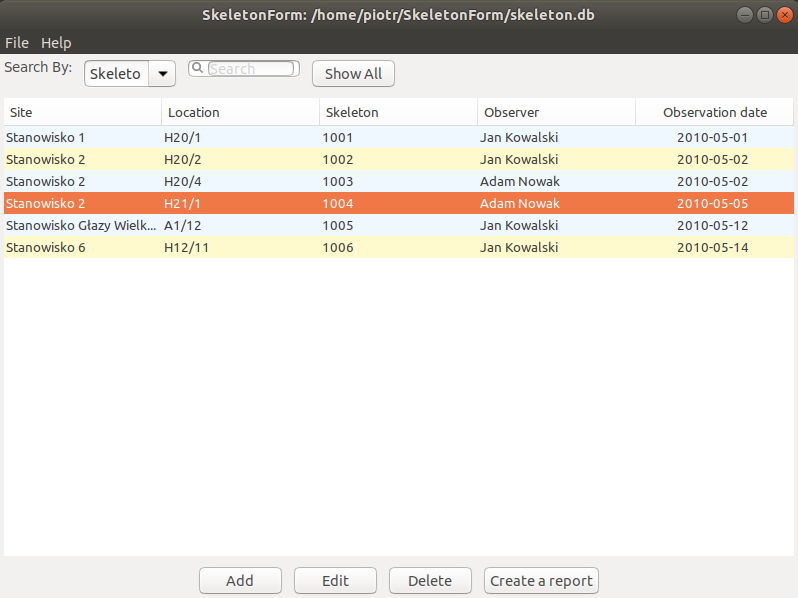 SkeletonForm: /home/piotr/SkeletonForm/skeleton.db
File Help
Search By: Skeleto Search Show All
Site Location Skeleton Observer Observation date
Stanowisko 1 H20/1 1001 Jan Kowalski 2010-05-01
Stanowisko 2 H20/2 1002 Jan Kowalski 2010-05-02
Stanowisko 2 H20/4 1003 Adam Nowak 2010-05-02
Stanowisko 2 H21/1 1004 Adam Nowak 2010-05-05
Stanowisko Głazy Wielk... A1/12 1005 Jan Kowalski 2010-05-12
Stanowisko 6 H12/11 1006 Jan Kowalski 2010-05-14
Add Edit Delete Create a report